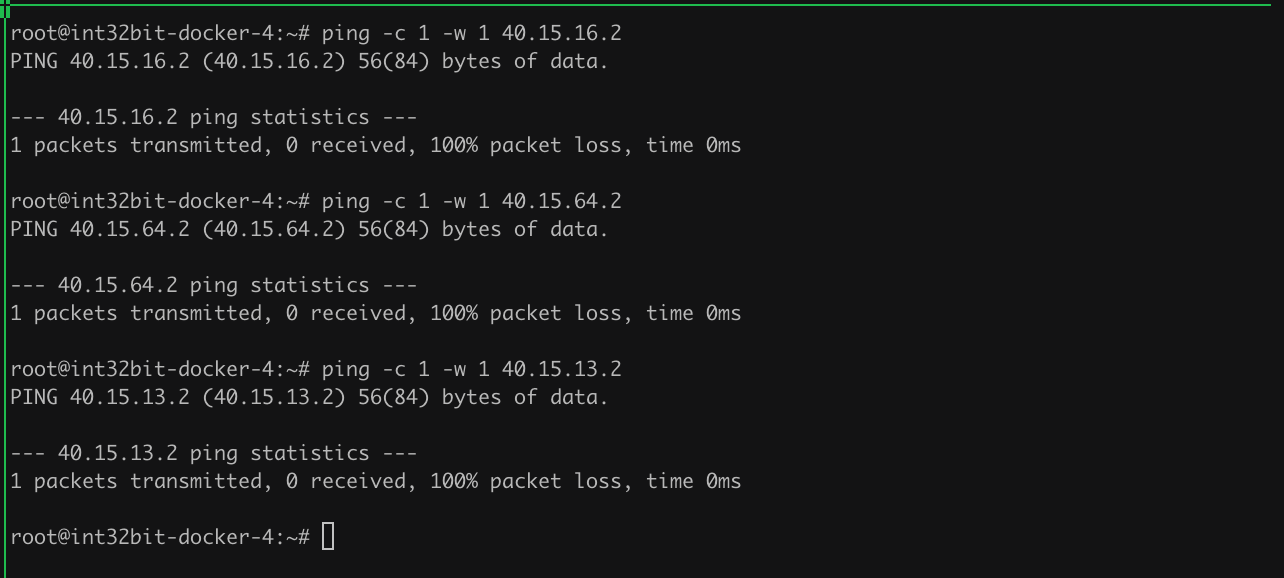 root@int32bit-docker-4:~# ping -c 1 -w 1 40.15.16.2
PING 40.15.16.2 (40.15.16.2) 56(84) bytes of data.
--- 40.15.16.2 ping statistics ---
1 packets transmitted, 0 received, 100% packet loss, time 0ms
root@int32bit-docker-4:~# ping -c 1 -w 1 40.15.64.2
PING 40.15.64.2 (40.15.64.2) 56(84) bytes of data.
--- 40.15.64.2 ping statistics ---
1 packets transmitted, 0 received, 100% packet loss, time 0ms
root@int32bit-docker-4:~# ping -c 1 -w 1 40.15.13.2
PING 40.15.13.2 (40.15.13.2) 56(84) bytes of data.
--- 40.15.13.2 ping statistics ---
1 packets transmitted, 0 received, 100% packet loss, time 0ms
root@int32bit-docker-4:~#